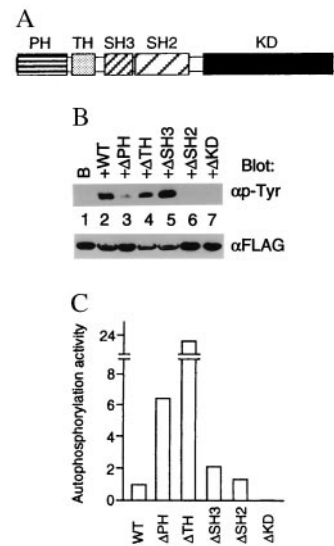 A
PH TH SH3 SH2 KD
B
B +WT +ΔPH +ΔTH +ΔSH3 +ΔSH2 +ΔKD Blot:
αp-Tyr
1 2 3 4 5 6 7
αFLAG
C
Autophosphorylation activity
24
8
6
4
2
0
WT ΔPH ΔTH ΔSH3 ΔSH2 ΔKD